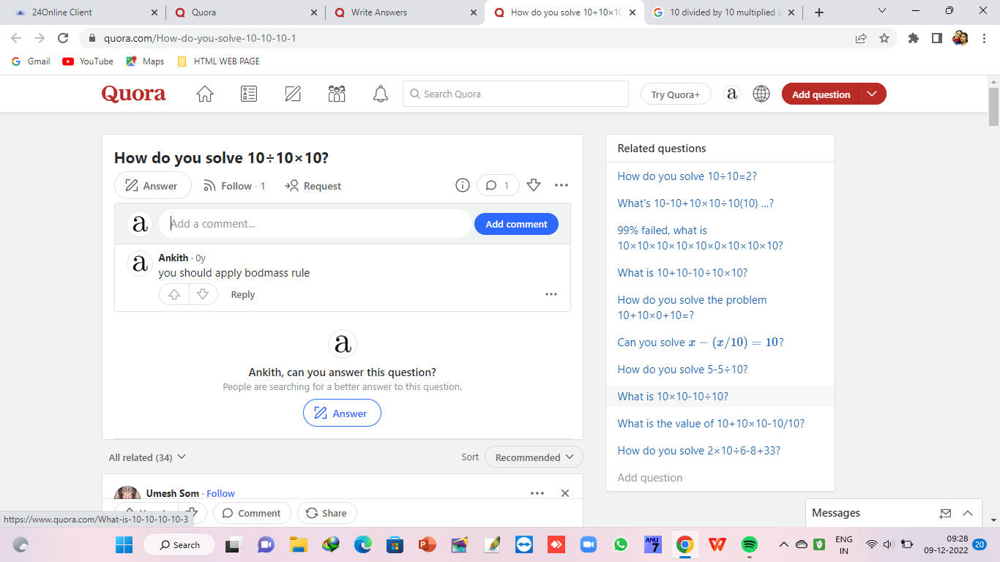 24Online Client
Quora
Write Answers
How do you solve 10÷10×10
10 divided by 10 multiplied b
quora.com/How-do-you-solve-10-10-10-1
Gmail
YouTube
Maps
HTML WEB PAGE
Quora
Search Quora
Try Quora+
a
Add question
How do you solve 10÷10×10?
Answer
Follow · 1
Request
1
a
Add a comment...
Add comment
a
Ankith · 0y
you should apply bodmass rule
Reply
a
Ankith, can you answer this question?
People are searching for a better answer to this question.
Answer
All related (34)
Sort
Recommended
Umesh Som · Follow
Comment
Share
Related questions
How do you solve 10÷10=2?
What's 10-10+10×10÷10(10) ...?
99% failed, what is
10×10×10×10×10×0×10×10×10?
What is 10+10-10÷10×10?
How do you solve the problem
10+10×0+10=?
Can you solve x − (x/10) = 10?
How do you solve 5-5÷10?
What is 10×10-10÷10?
What is the value of 10+10×10-10/10?
How do you solve 2×10÷6-8+33?
Add question
Messages
https://www.quora.com/What-is-10-10-10-10-3
Search
ANU
7
ENG
IN
09:28
09-12-2022
20